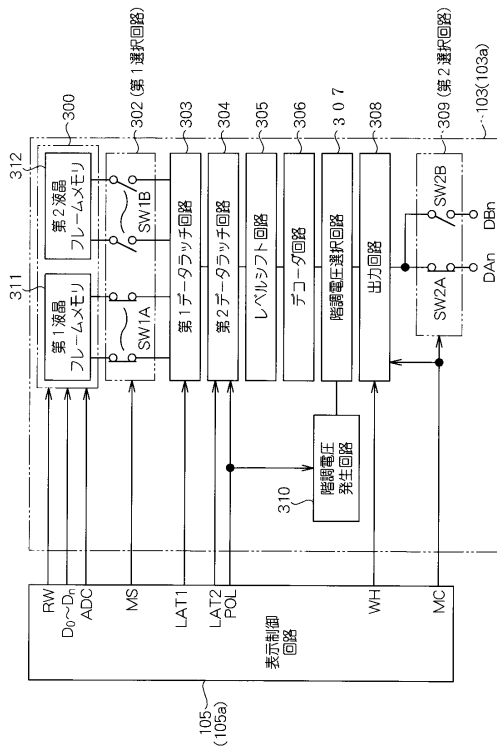 312
311
300
302(第1選択回路)
303
304
305
306
307
308
309(第2選択回路)
103(103a)
第1液晶
フレームメモリ
第2液晶
フレームメモリ
SW1A
SW1B
第1データラッチ回路
第2データラッチ回路
レベルシフト回路
デコーダ回路
階調電圧選択回路
出力回路
SW2A
SW2B
DAn
DBn
310
階調電圧
発生回路
RW
D0~Dn
ADC
MS
LAT1
LAT2
POL
WH
MC
表示制御
回路
105
(105a)